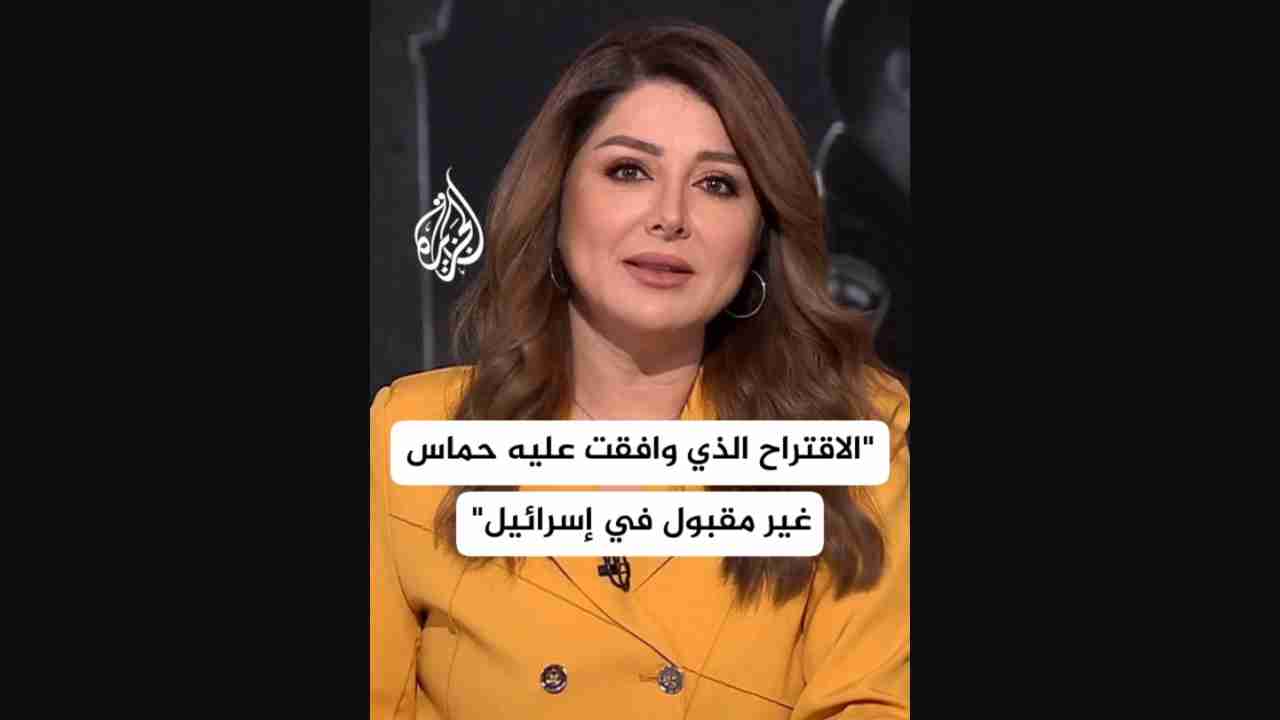 الجزيرة
"الاقتراح الذي وافقت عليه حماس
غير مقبول في إسرائيل"